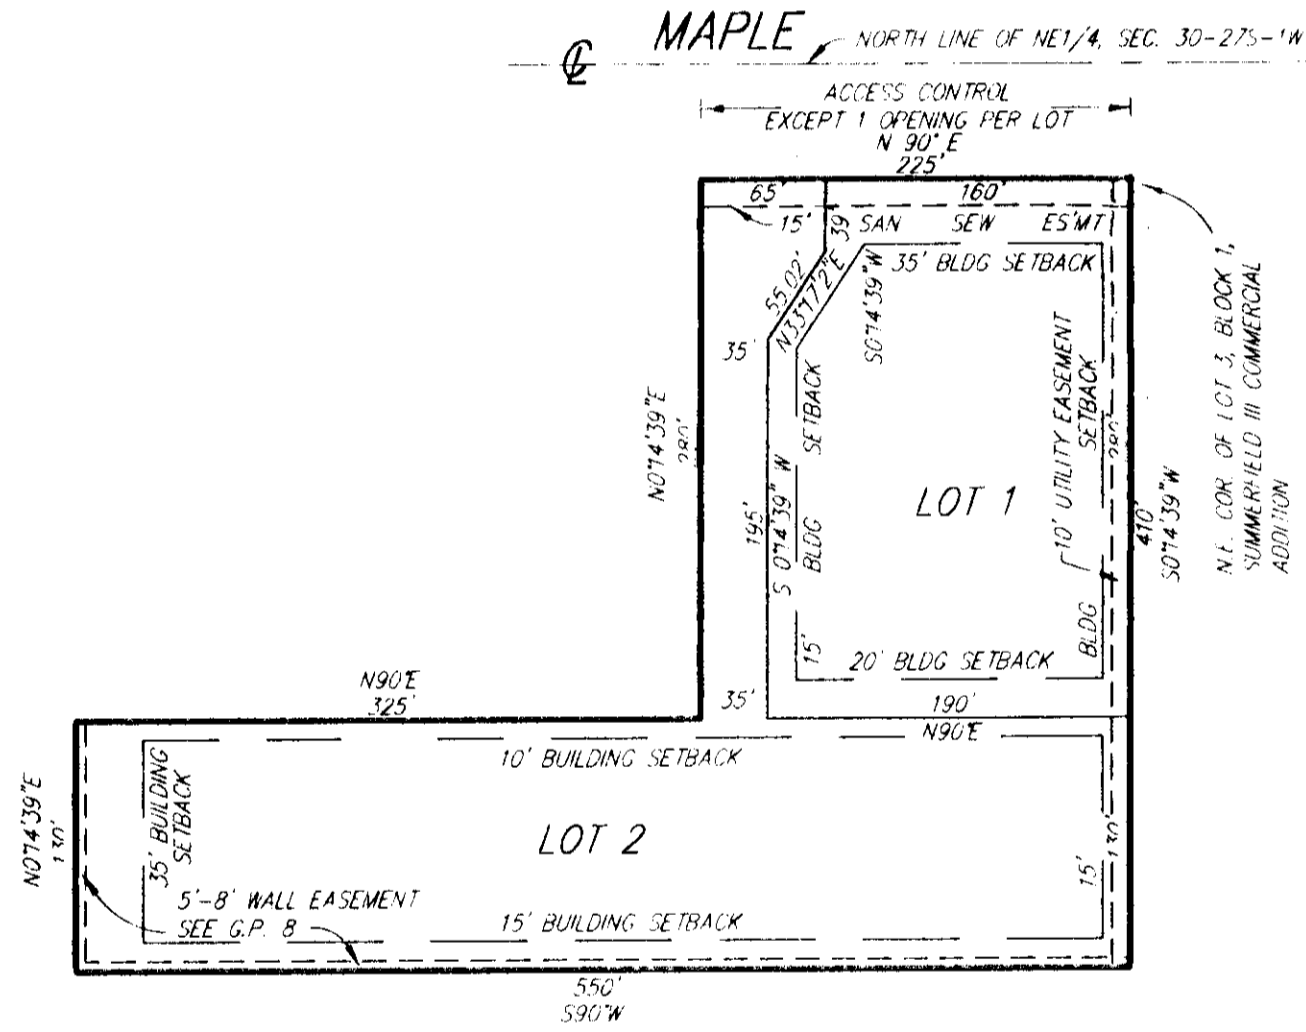 MAPLE
NORTH LINE OF NE1/4, SEC. 30-27S-1W
ACCESS CONTROL
EXCEPT 1 OPENING PER LOT
N 90° E
225'
65'
160'
15'
SAN SEW ES'MT
39
35' BLDG SETBACK
55.02'
N33°17'2"E
S0°14'39"W
35'
N0°14'39"E
280'
195'
S 0°14'39" W
BLDG SETBACK
15'
LOT 1
10' UTILITY EASEMENT
BLDG SETBACK
280'
410'
S0°14'39"W
N.E. COR. OF LOT 3, BLOCK 1,
SUMMERFIELD III COMMERCIAL
ADDITION
20' BLDG SETBACK
35'
190'
N90°E
N90°E
325'
10' BUILDING SETBACK
N0°14'39"E
130'
35' BUILDING
SETBACK
LOT 2
15'
130'
5'-8' WALL EASEMENT
SEE G.P. 8
15' BUILDING SETBACK
550'
S90°W